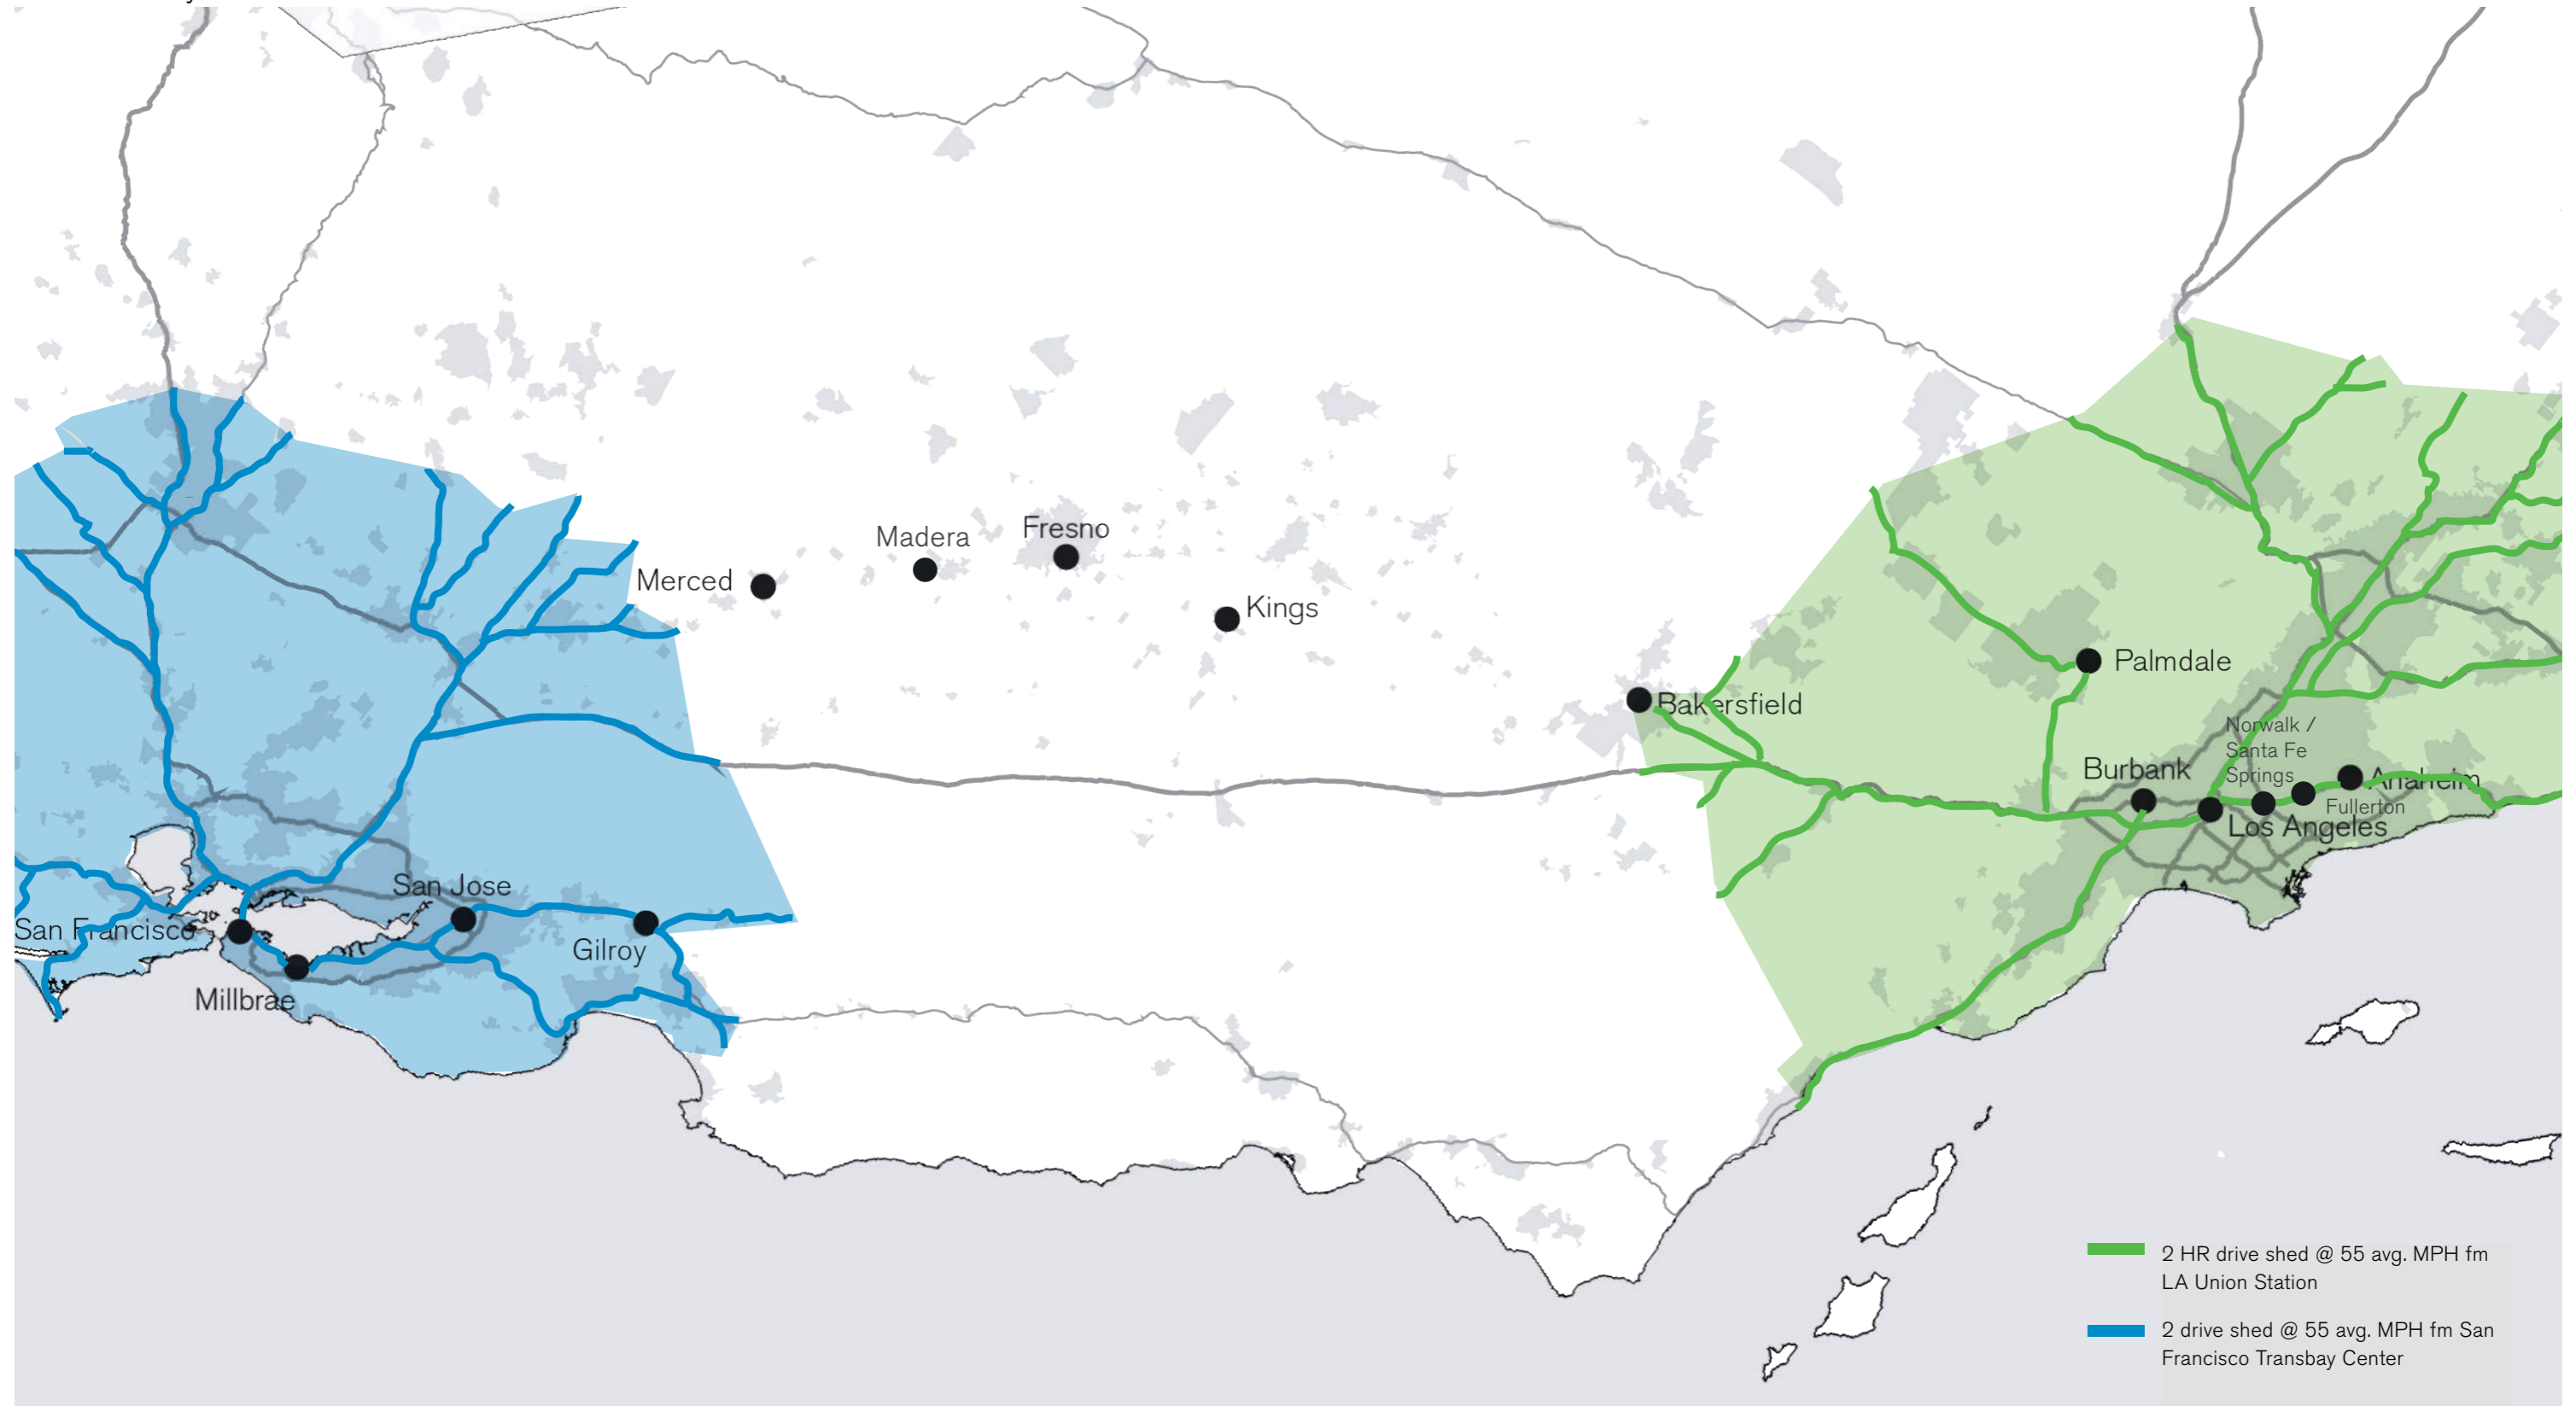 Merced
Madera
Fresno
Kings
Bakersfield
Palmdale
Norwalk /
Santa Fe
Springs
Burbank
Anaheim
Fullerton
Los Angeles
San Jose
San Francisco
Gilroy
Millbrae
2 HR drive shed @ 55 avg. MPH fm
LA Union Station
2 drive shed @ 55 avg. MPH fm San
Francisco Transbay Center